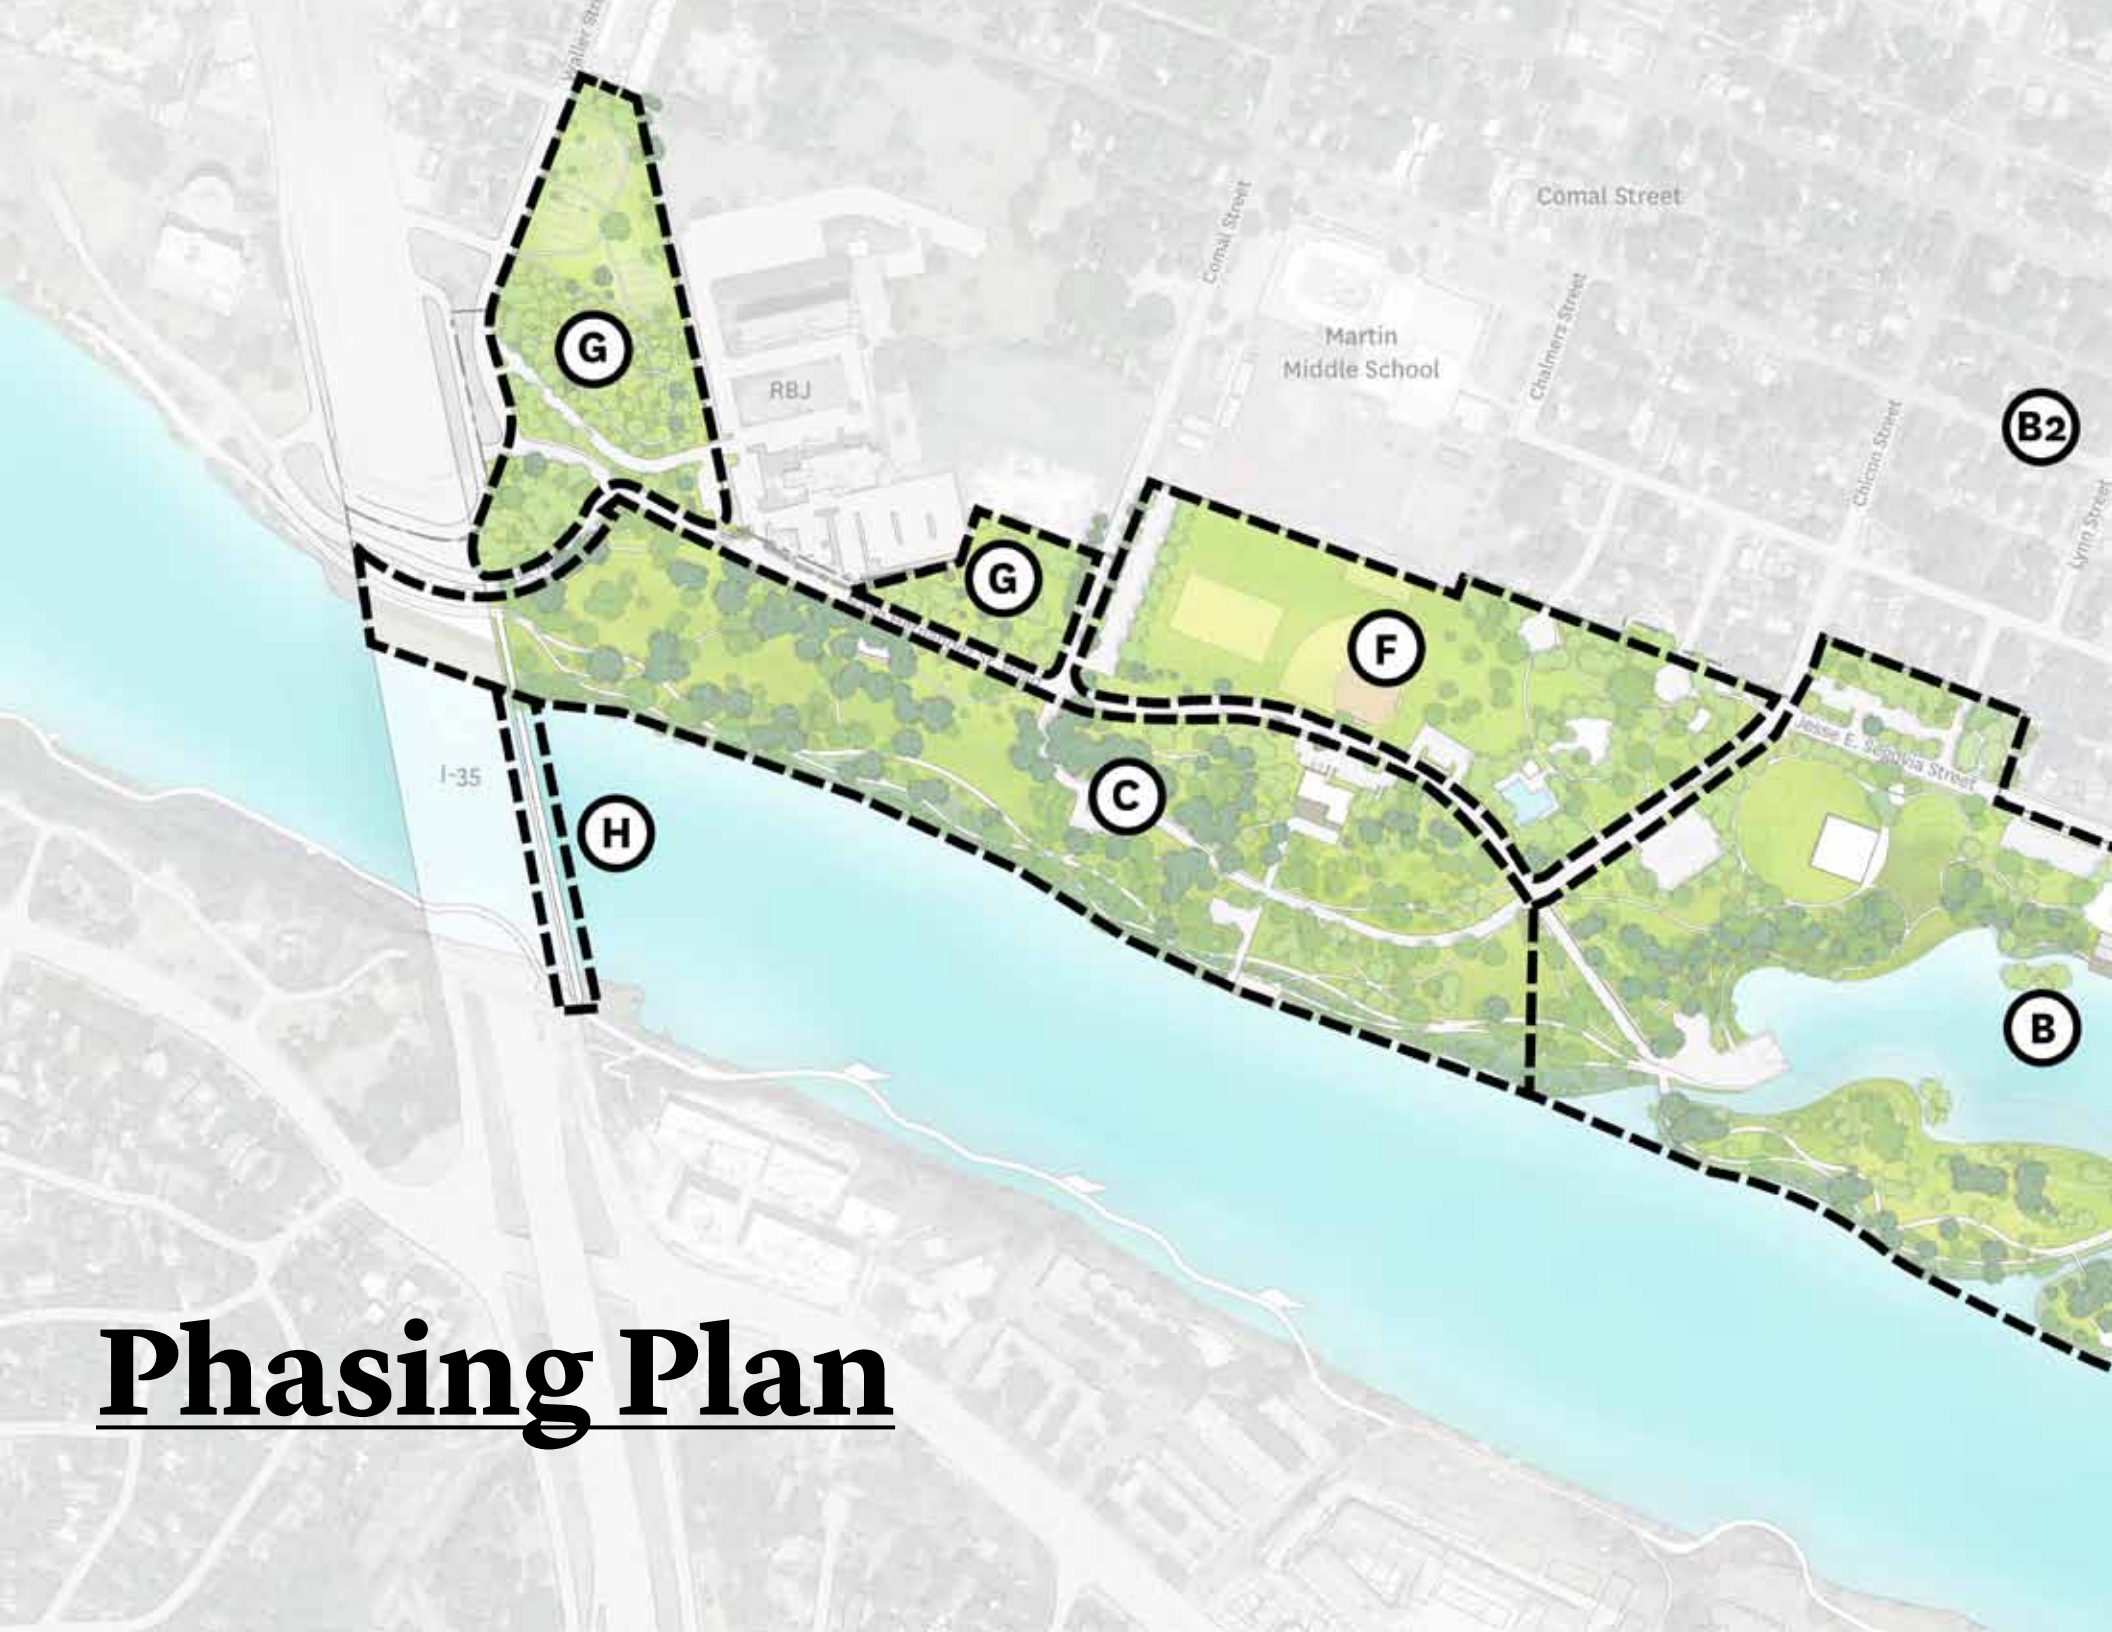 Waller
Comal Street
Comal Street
Martin
Middle School
Chalmers Street
G
RBJ
B2
Chicon Street
Lynn Street
G
F
Jesse E. Segovia Street
C
I-35
H
B
Phasing Plan